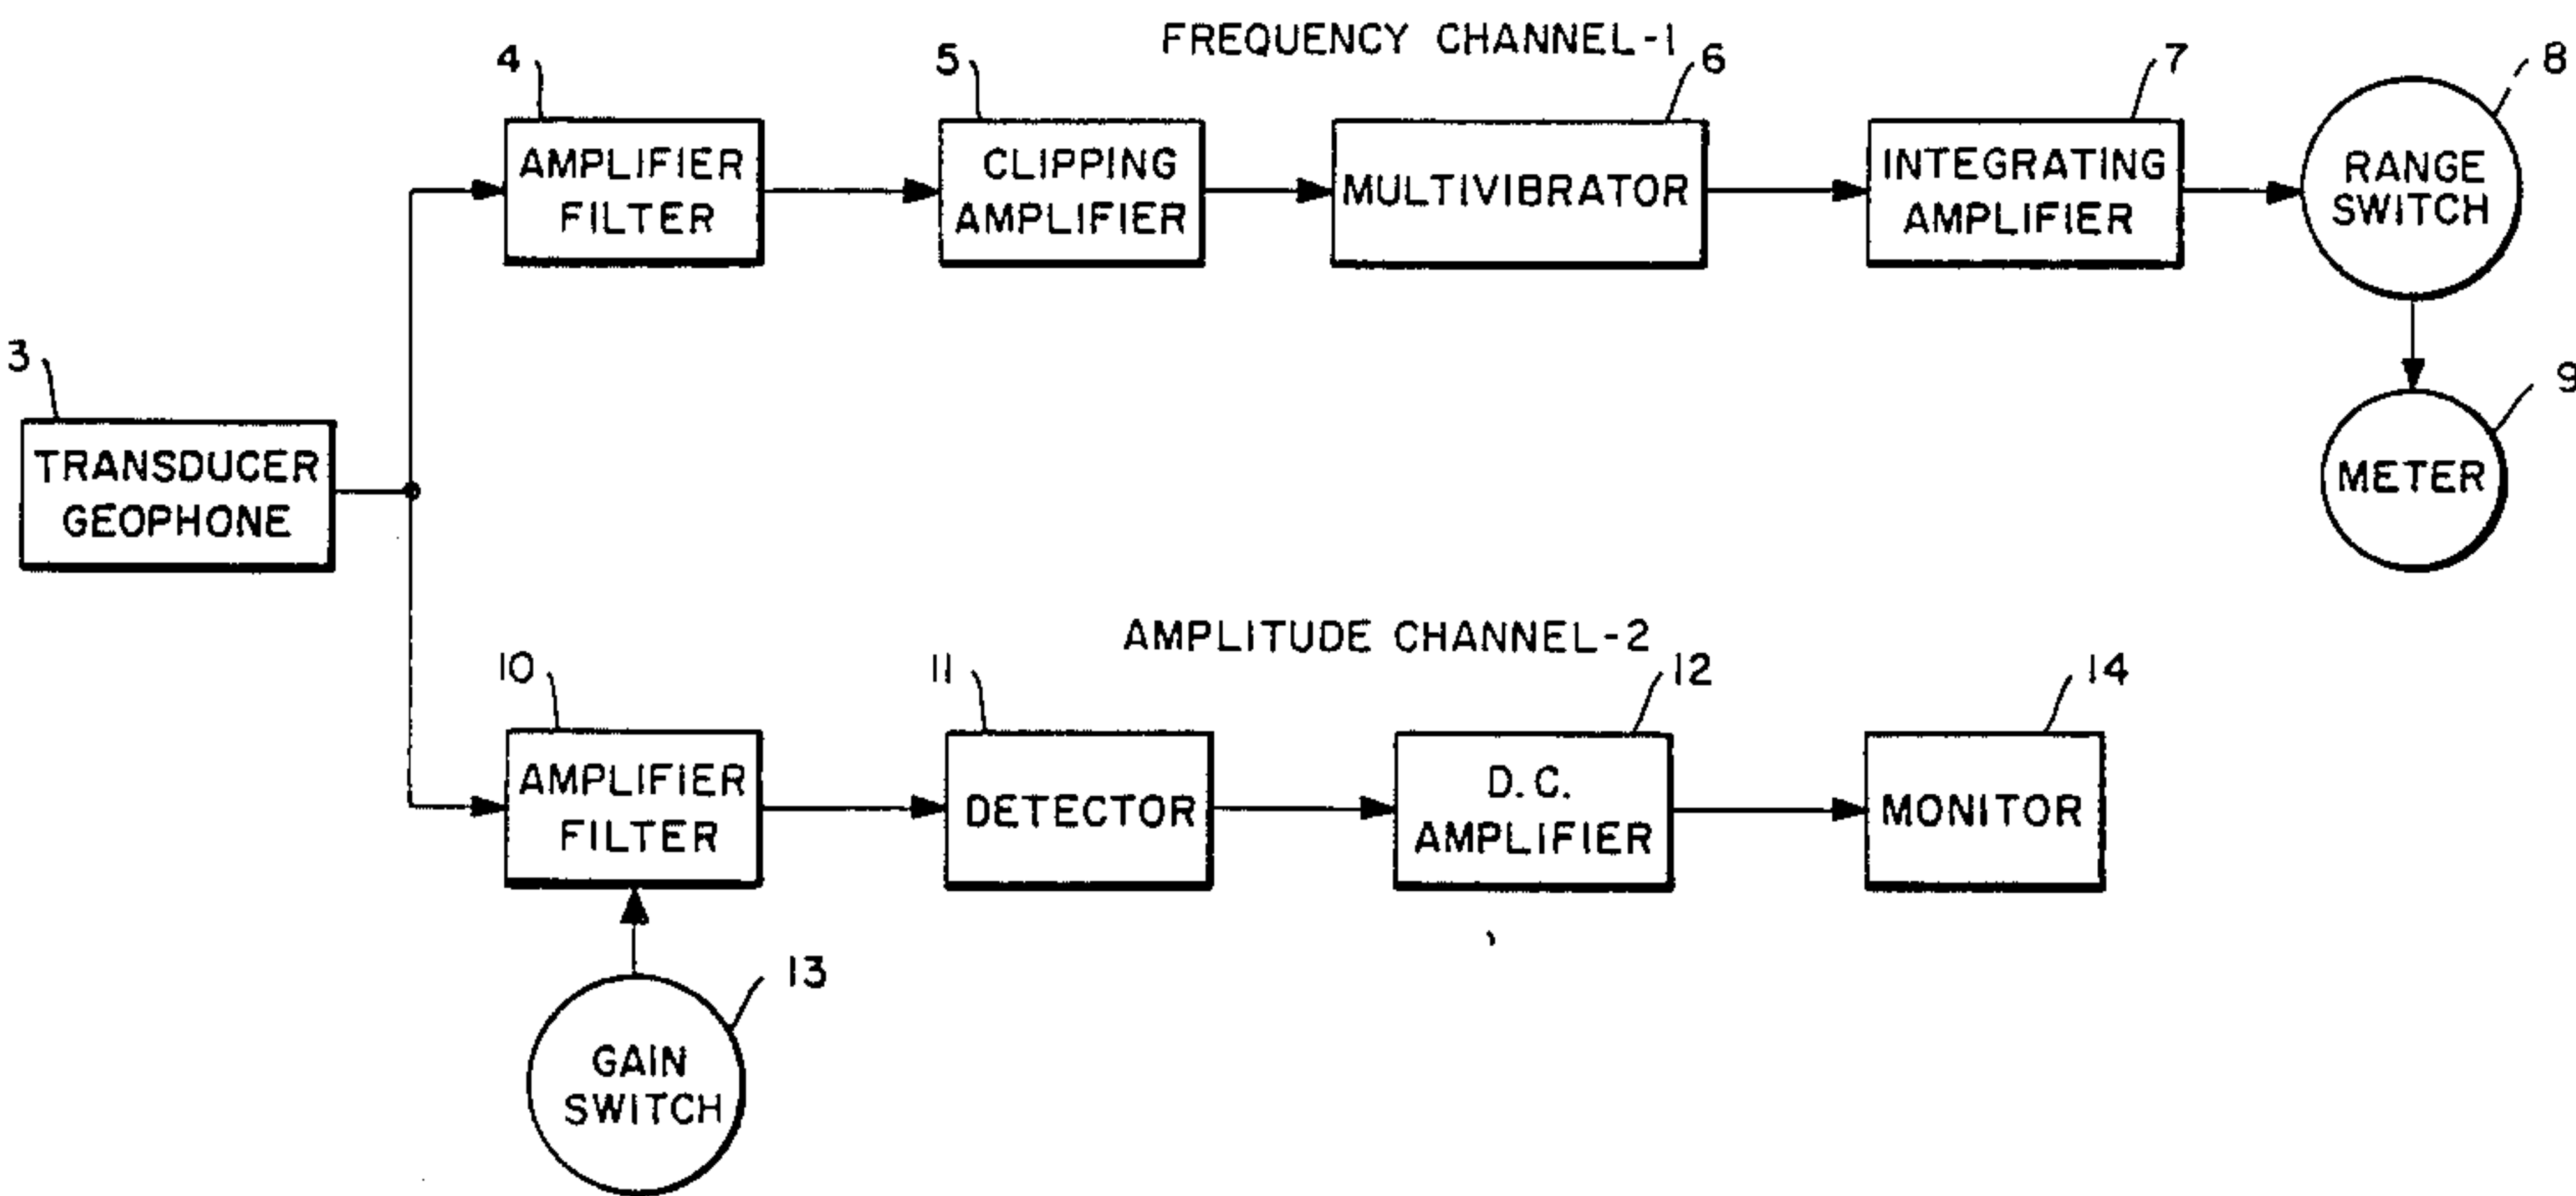 FREQUENCY CHANNEL-1
4
5
6
7
8
AMPLIFIER
FILTER
CLIPPING
AMPLIFIER
MULTIVIBRATOR
INTEGRATING
AMPLIFIER
RANGE
SWITCH
3
9
TRANSDUCER
GEOPHONE
METER
AMPLITUDE CHANNEL-2
10
11
12
14
AMPLIFIER
FILTER
DETECTOR
D.C.
AMPLIFIER
MONITOR
13
GAIN
SWITCH